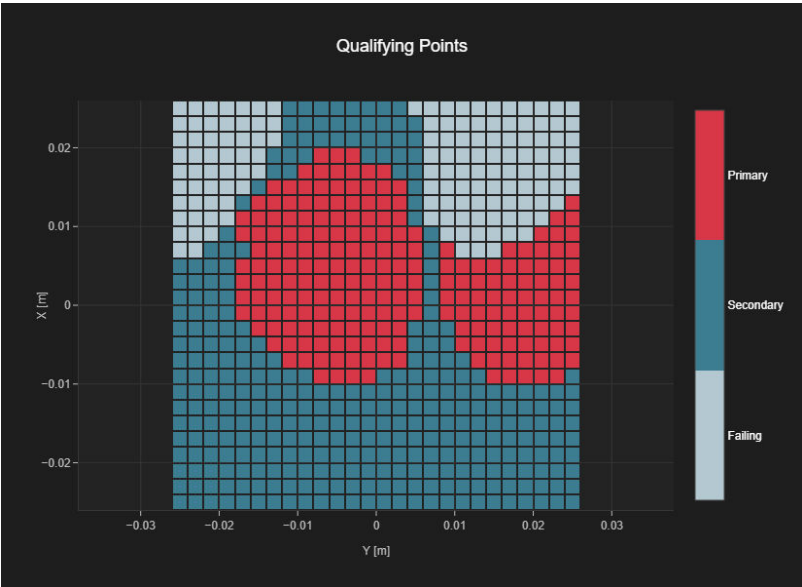 Qualifying Points
Primary
Secondary
Failing
0.02
0.01
0
−0.01
−0.02
X [m]
−0.03
−0.02
−0.01
0
0.01
0.02
0.03
Y [m]